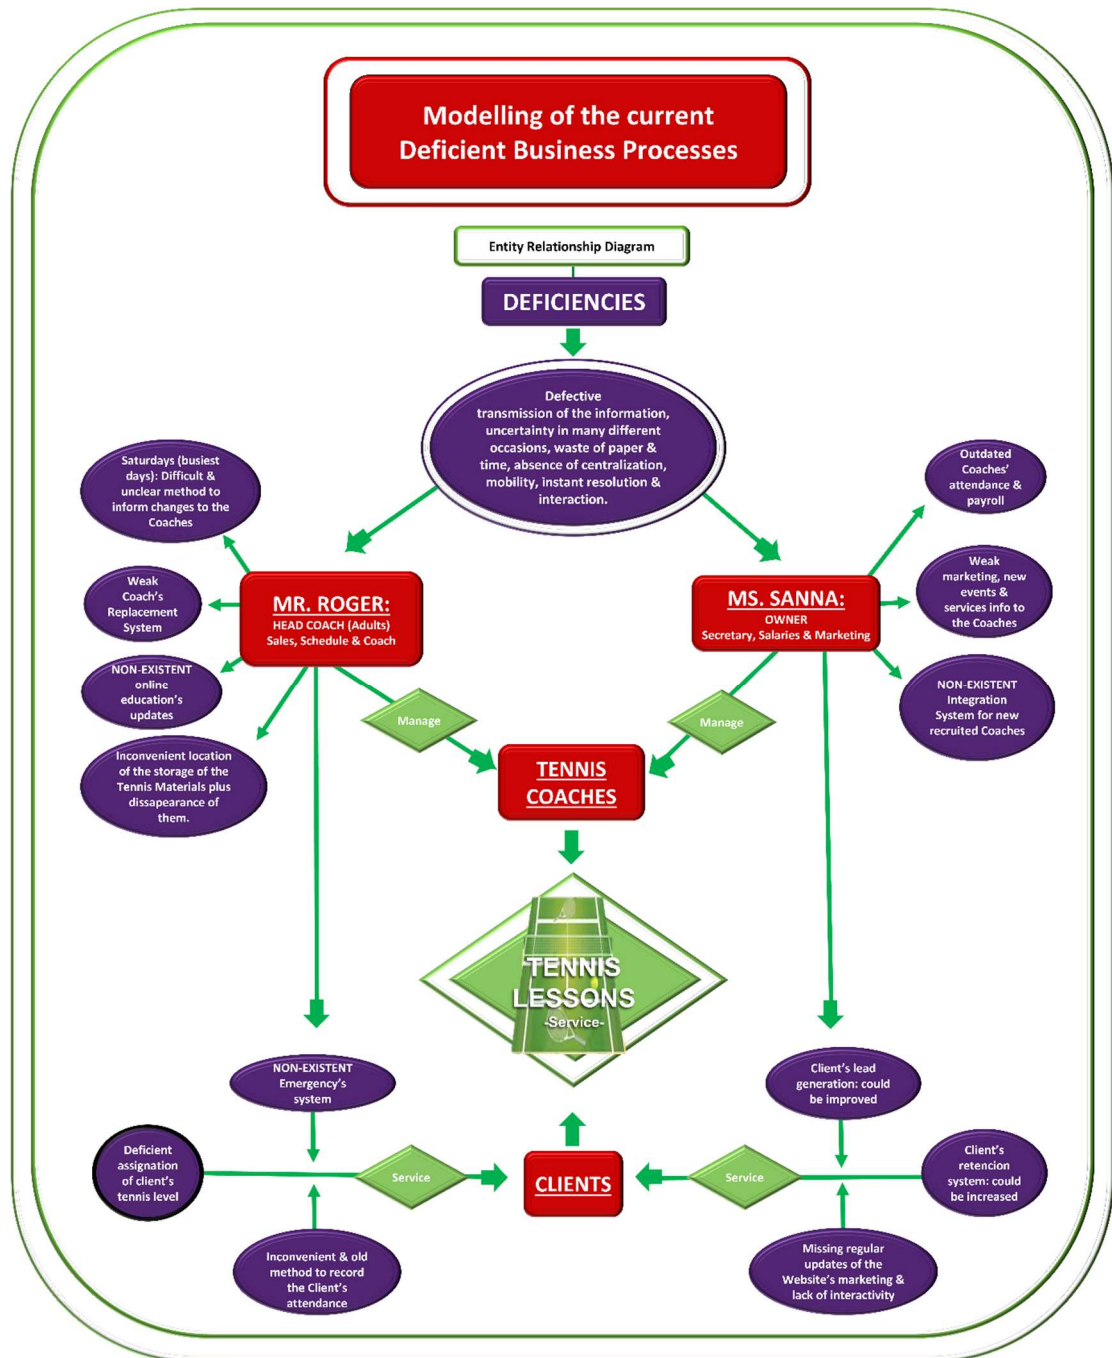 Modelling of the current
Deficient Business Processes
Entity Relationship Diagram
DEFICIENCIES
Defective
transmission of the information,
uncertainty in many different
occasions, waste of paper &
time, absence of centralization,
mobility, instant resolution &
interaction.
Saturdays (busiest
days): Difficult &
unclear method to
inform changes to the
Coaches
Outdated
Coaches'
attendance &
payroll
Weak
Coach's
Replacement
System
MR. ROGER:
HEAD COACH (Adults)
Sales, Schedule & Coach
MS. SANNA:
OWNER
Secretary, Salaries & Marketing
Weak
marketing, new
events &
services info to
the Coaches
NON-EXISTENT
online
education's
updates
NON-EXISTENT
Integration
System for new
recruited Coaches
Manage
Manage
Inconvenient location
of the storage of the
Tennis Materials plus
dissapearance of
them.
TENNIS
COACHES
TENNIS
LESSONS
-Service-
NON-EXISTENT
Emergency's
system
Client's lead
generation: could
be improved
Deficient
assignation
of client's
tennis level
Service
CLIENTS
Service
Client's
retencion
system: could
be increased
Inconvenient & old
method to record
the Client's
attendance
Missing regular
updates of the
Website's marketing &
lack of interactivity